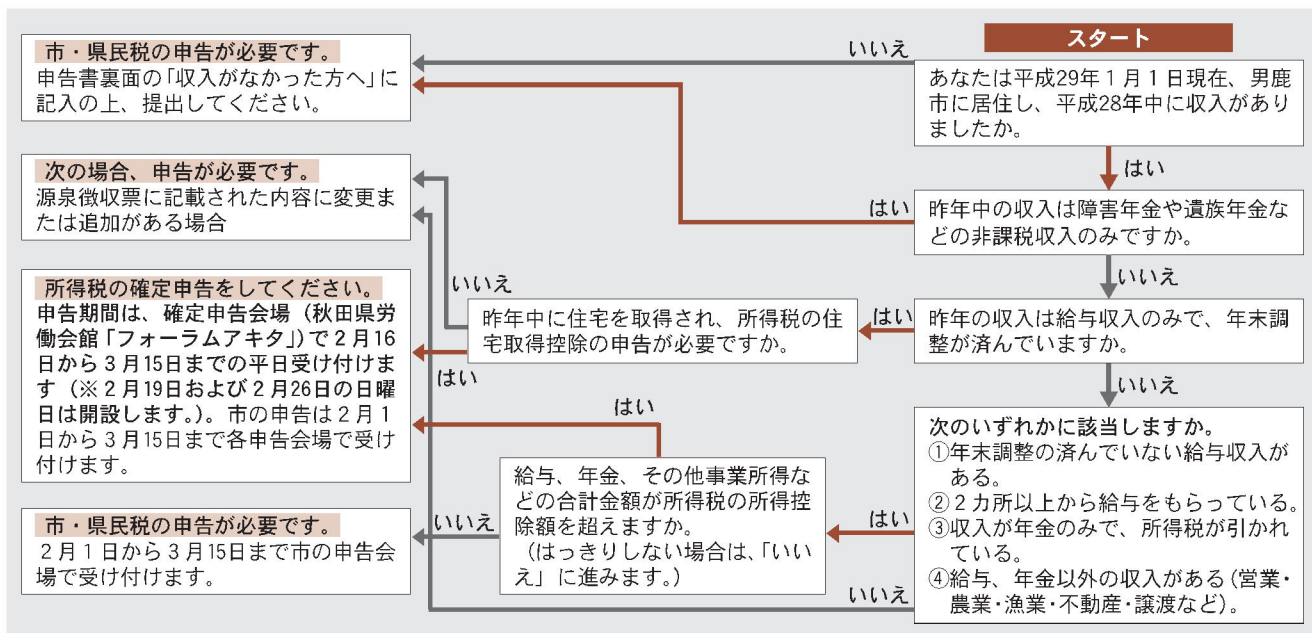 スタート
あなたは平成29年1月1日現在、男鹿
市に居住し、平成28年中に収入があり
ましたか。
いいえ
はい
市・県民税の申告が必要です。
申告書裏面の「収入がなかった方へ」に
記入の上、提出してください。
昨年中の収入は障害年金や遺族年金な
どの非課税収入のみですか。
はい
いいえ
次の場合、申告が必要です。
源泉徴収票に記載された内容に変更ま
たは追加がある場合
昨年の収入は給与収入のみで、年末調
整が済んでいますか。
はい
いいえ
昨年中に住宅を取得され、所得税の住
宅取得控除の申告が必要ですか。
いいえ
はい
所得税の確定申告をしてください。
申告期間は、確定申告会場（秋田県労
働会館「フォーラムアキタ」）で2月16
日から3月15日までの平日受け付けま
す（※2月19日および2月26日の日曜
日は開設します。）。市の申告は2月1
日から3月15日まで各申告会場で受け
付けます。
次のいずれかに該当しますか。
①年末調整の済んでいない給与収入が
ある。
②2カ所以上から給与をもらっている。
③収入が年金のみで、所得税が引かれ
ている。
④給与、年金以外の収入がある（営業・
農業・漁業・不動産・譲渡など）。
はい
いいえ
給与、年金、その他事業所得な
どの合計金額が所得税の所得控
除額を超えますか。
（はっきりしない場合は、「いい
え」に進みます。）
はい
いいえ
市・県民税の申告が必要です。
2月1日から3月15日まで市の申告会
場で受け付けます。